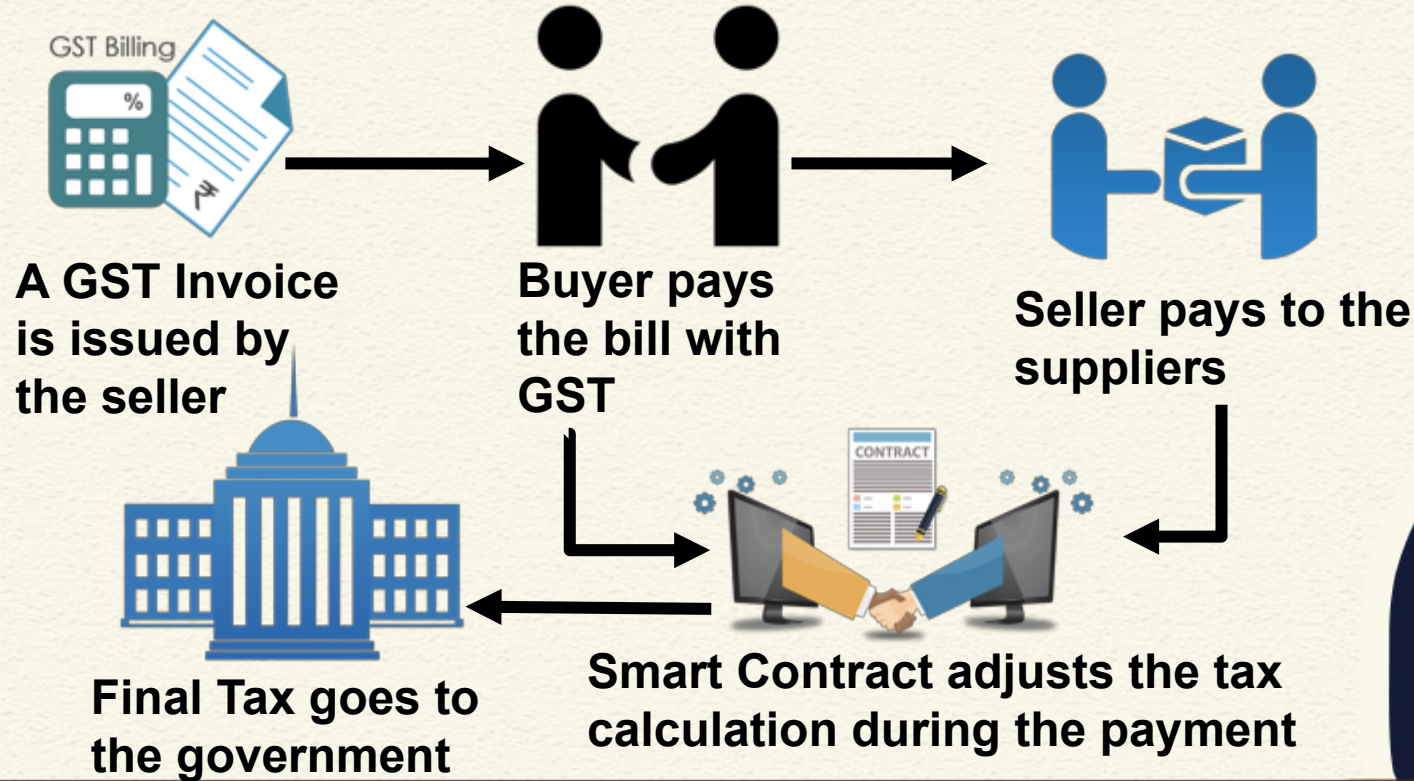 GST Billing
%
₹
A GST Invoice
is issued by
the seller
Buyer pays
the bill with
GST
Seller pays to the
suppliers
CONTRACT
Smart Contract adjusts the tax
calculation during the payment
Final Tax goes to
the government